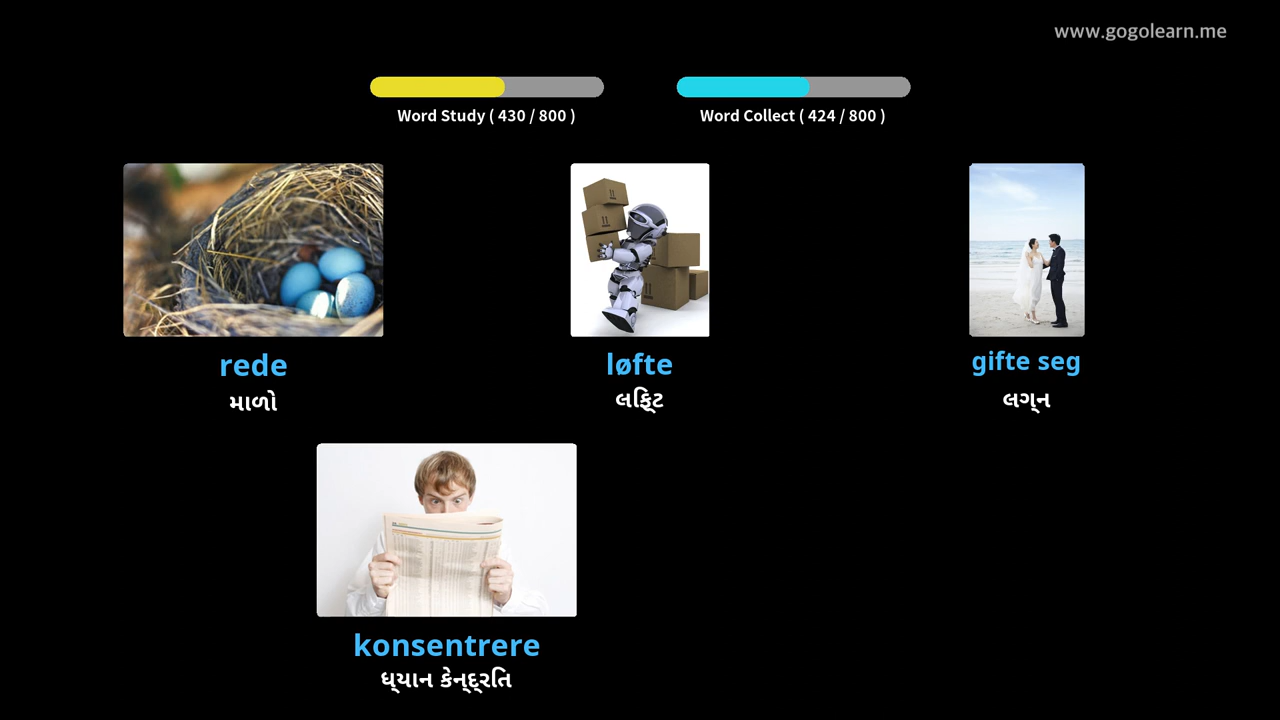 www.gogolearn.me
Word Study ( 430 / 800 )
Word Collect ( 424 / 800 )
rede
løfte
gifte seg
માળો
લફ્ટિ
લગ્ન
konsentrere
ધ્યાન કેન્દ્રતિ